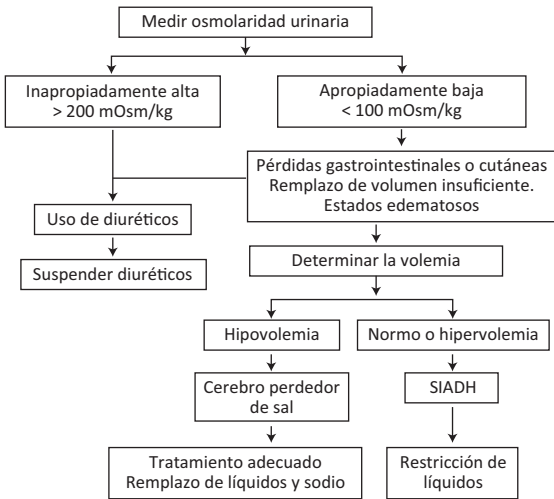 Medir osmolaridad urinaria
Inapropiadamente alta
> 200 mOsm/kg
Apropiadamente baja
< 100 mOsm/kg
Pérdidas gastrointestinales o cutáneas
Remplazo de volumen insuficiente.
Estados edematosos
Uso de diuréticos
Suspender diuréticos
Determinar la volemia
Hipovolemia
Normo o hipervolemia
Cerebro perdedor
de sal
SIADH
Tratamiento adecuado
Remplazo de líquidos y sodio
Restricción de
líquidos